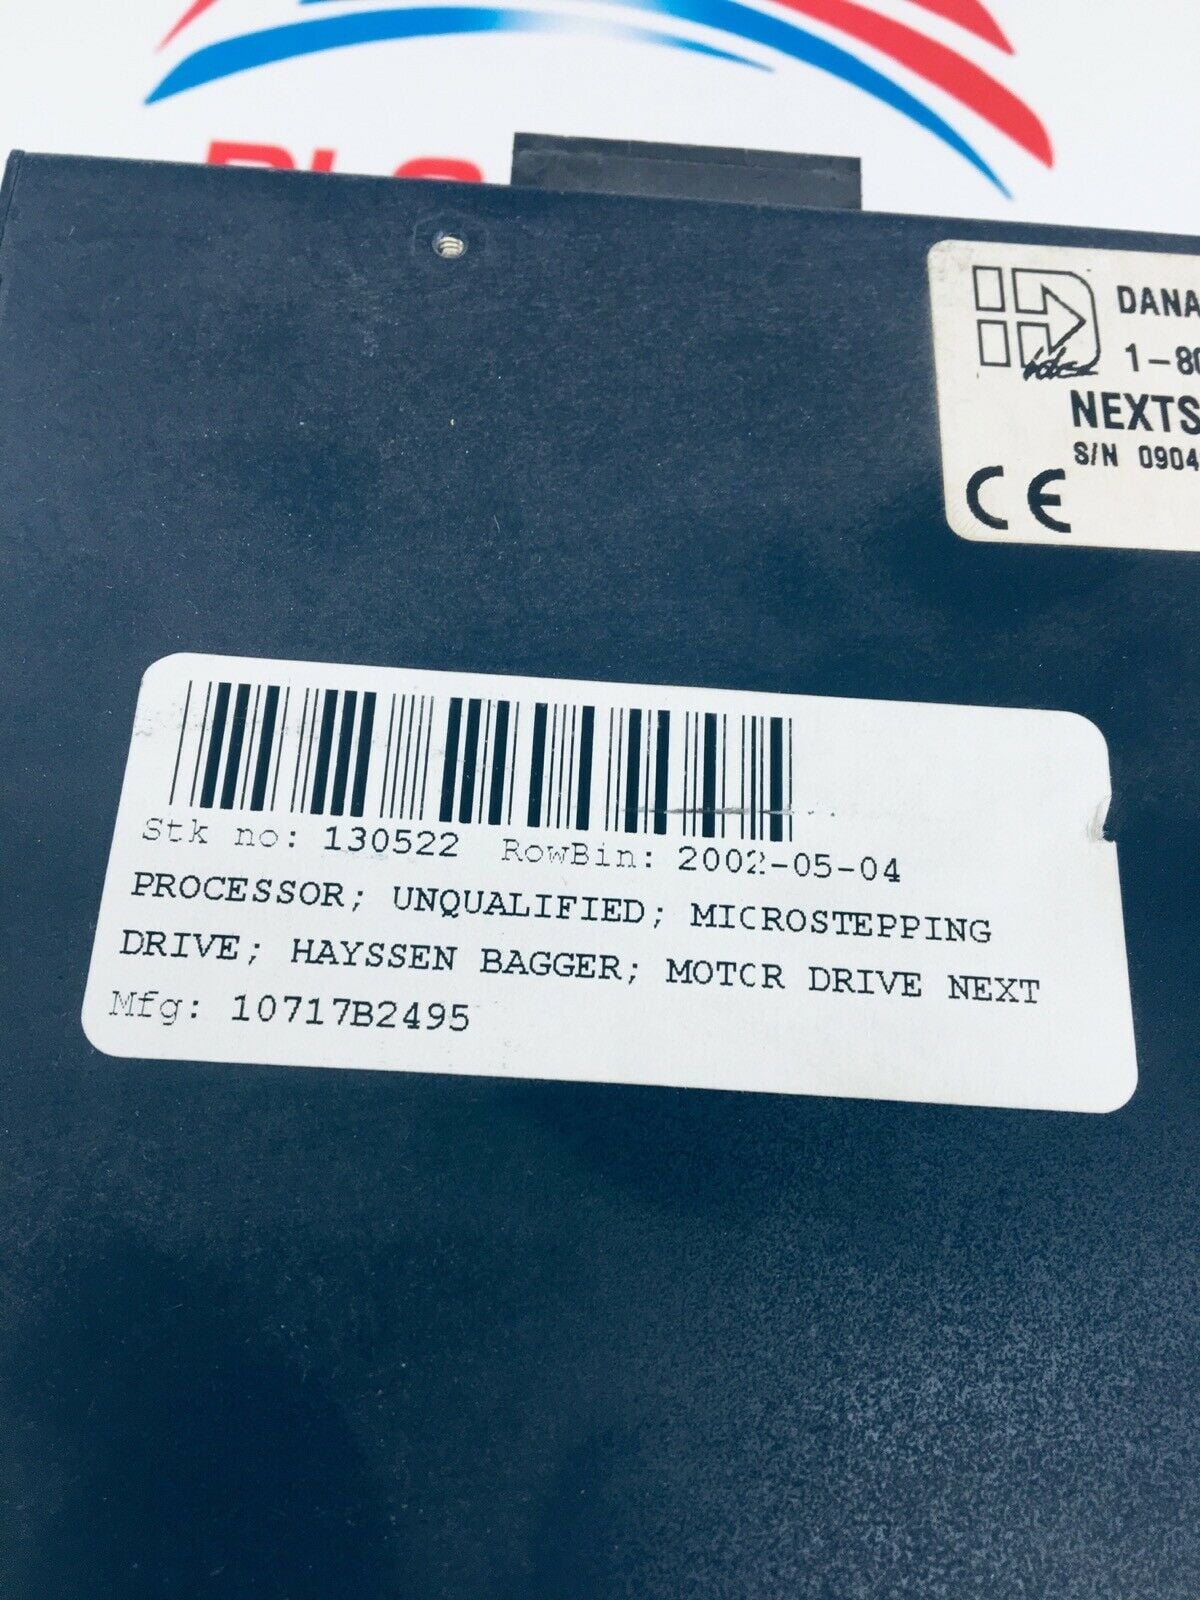 PLC
DANA
1-80
NEXTS
S/N 0904
CE
Stk no: 130522 RowBin: 2002-05-04
PROCESSOR; UNQUALIFIED; MICROSTEPPING
DRIVE; HAYSSEN BAGGER; MOTOR DRIVE NEXT
Mfg: 10717B2495